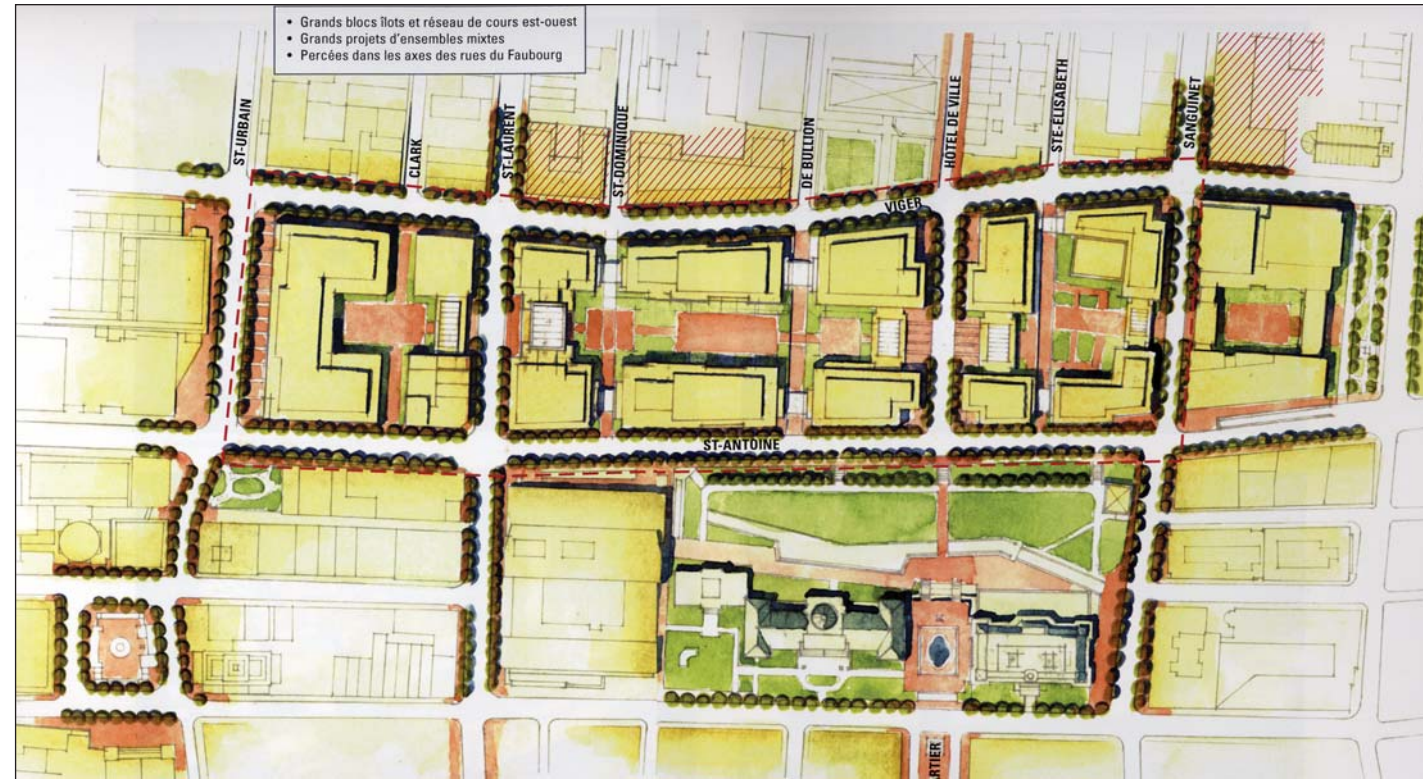 • Grands blocs îlots et réseau de cours est-ouest
• Grands projets d'ensembles mixtes
• Percées dans les axes des rues du Faubourg
ST-URBAIN
CLARK
ST-LAURENT
ST-DOMINIQUE
DE BULLION
HÔTEL DE VILLE
STE-ELISABETH
SANGUINET
VIGER
ST-ANTOINE
ARTIER